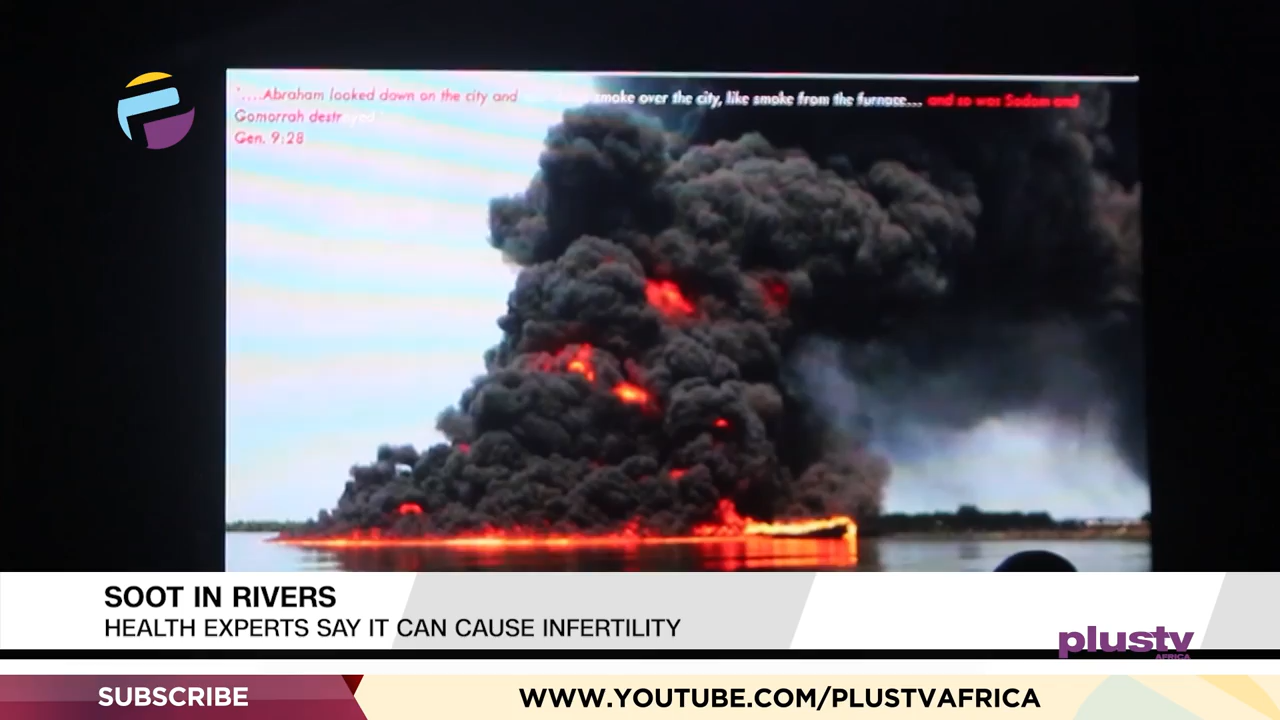 '....Abraham looked down on the city and smoke over the city, like smoke from the furnace... and so was Sodom and
Gomorrah destroyed
Gen. 9:28
SOOT IN RIVERS
HEALTH EXPERTS SAY IT CAN CAUSE INFERTILITY
plustv
AFRICA
SUBSCRIBE
WWW.YOUTUBE.COM/PLUSTVAFRICA